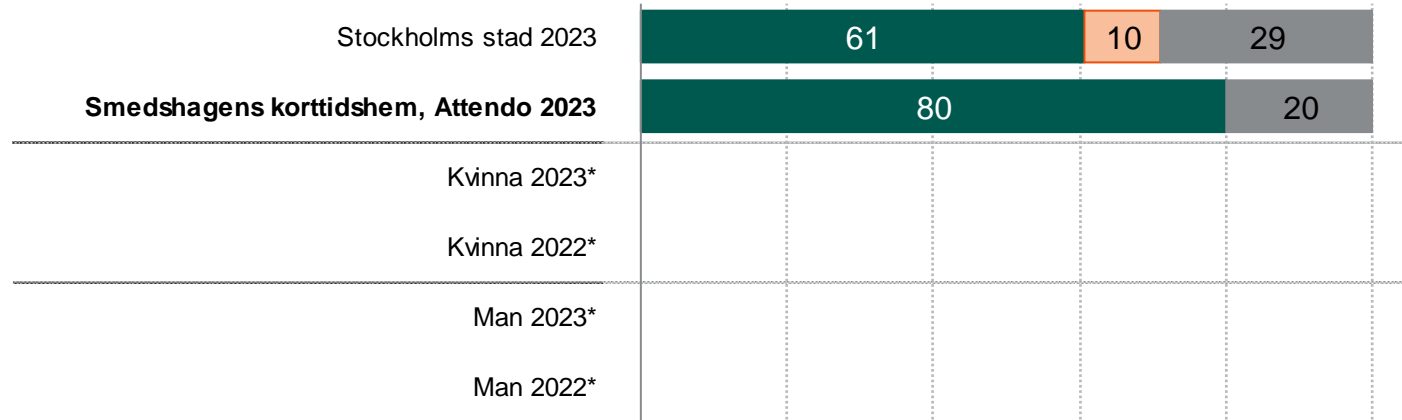 Stockholms stad 2023 61 10 29
Smedshagens korttidshem, Attendo 2023 80 20
Kvinna 2023*
Kvinna 2022*
Man 2023*
Man 2022*